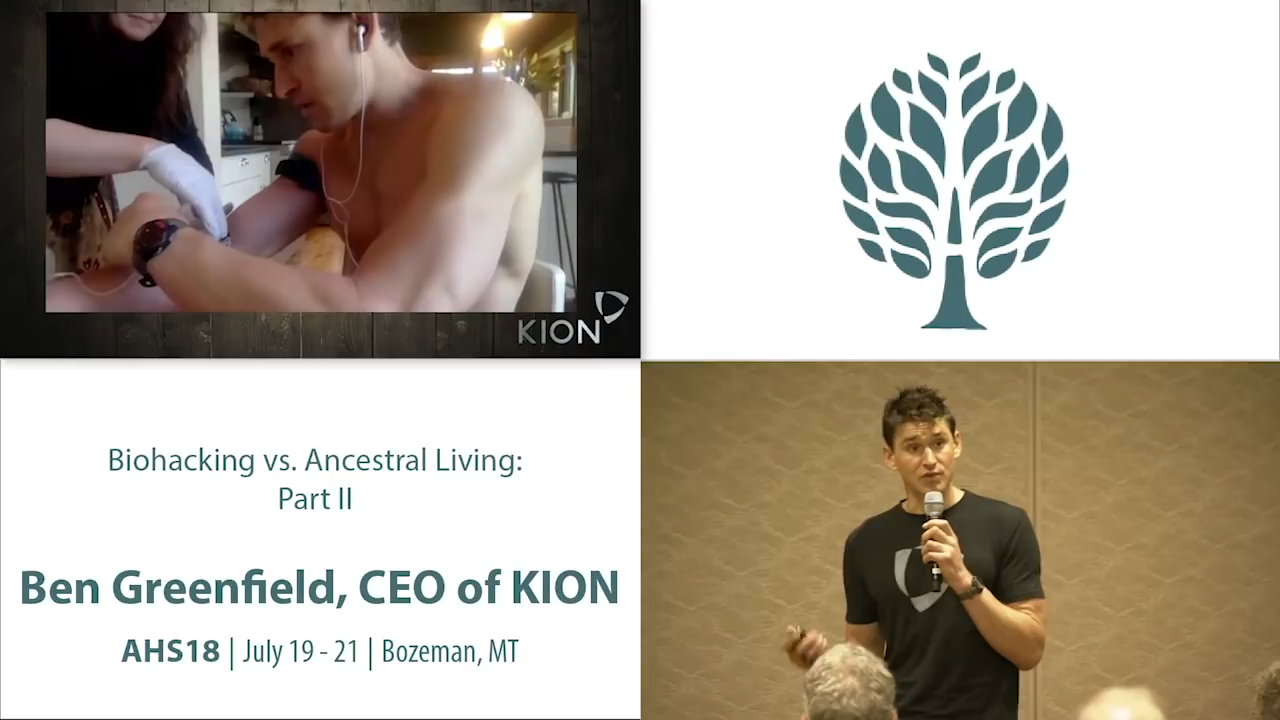 KION
Biohacking vs. Ancestral Living:
Part II
Ben Greenfield, CEO of KION
AHS18 | July 19 - 21 | Bozeman, MT